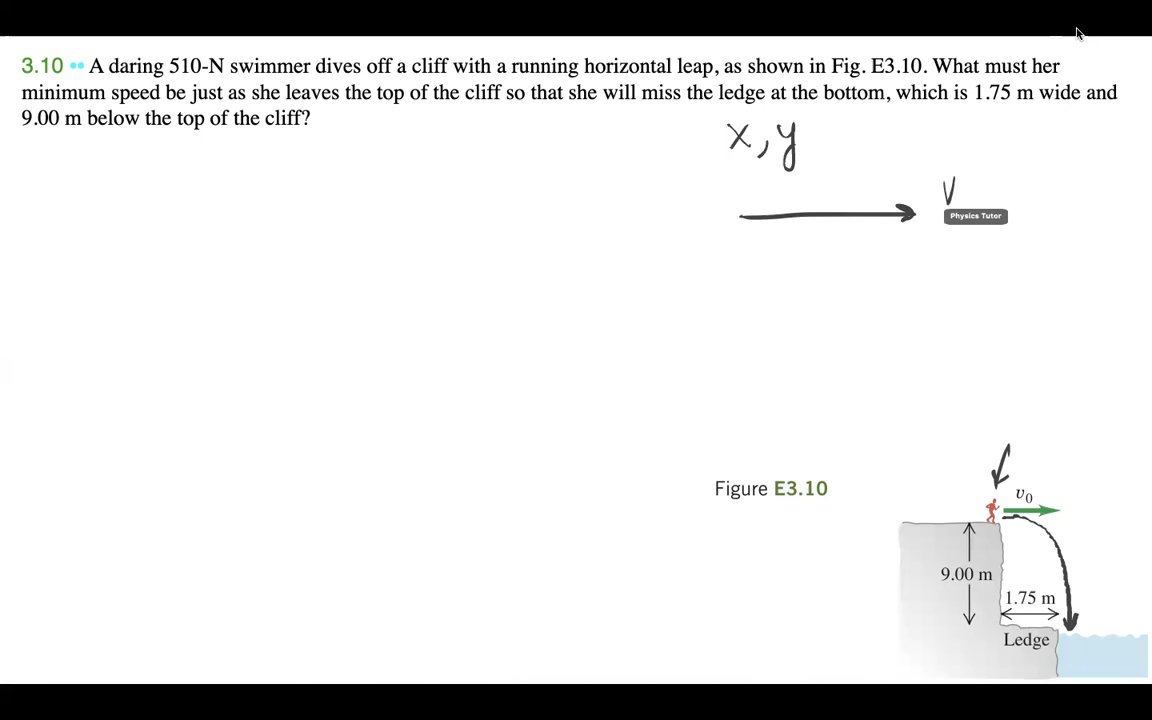 3.10 •• A daring 510-N swimmer dives off a cliff with a running horizontal leap, as shown in Fig. E3.10. What must her
minimum speed be just as she leaves the top of the cliff so that she will miss the ledge at the bottom, which is 1.75 m wide and
9.00 m below the top of the cliff?
x, y
V
Physics Tutor
Figure E3.10
v₀
9.00 m
1.75 m
Ledge